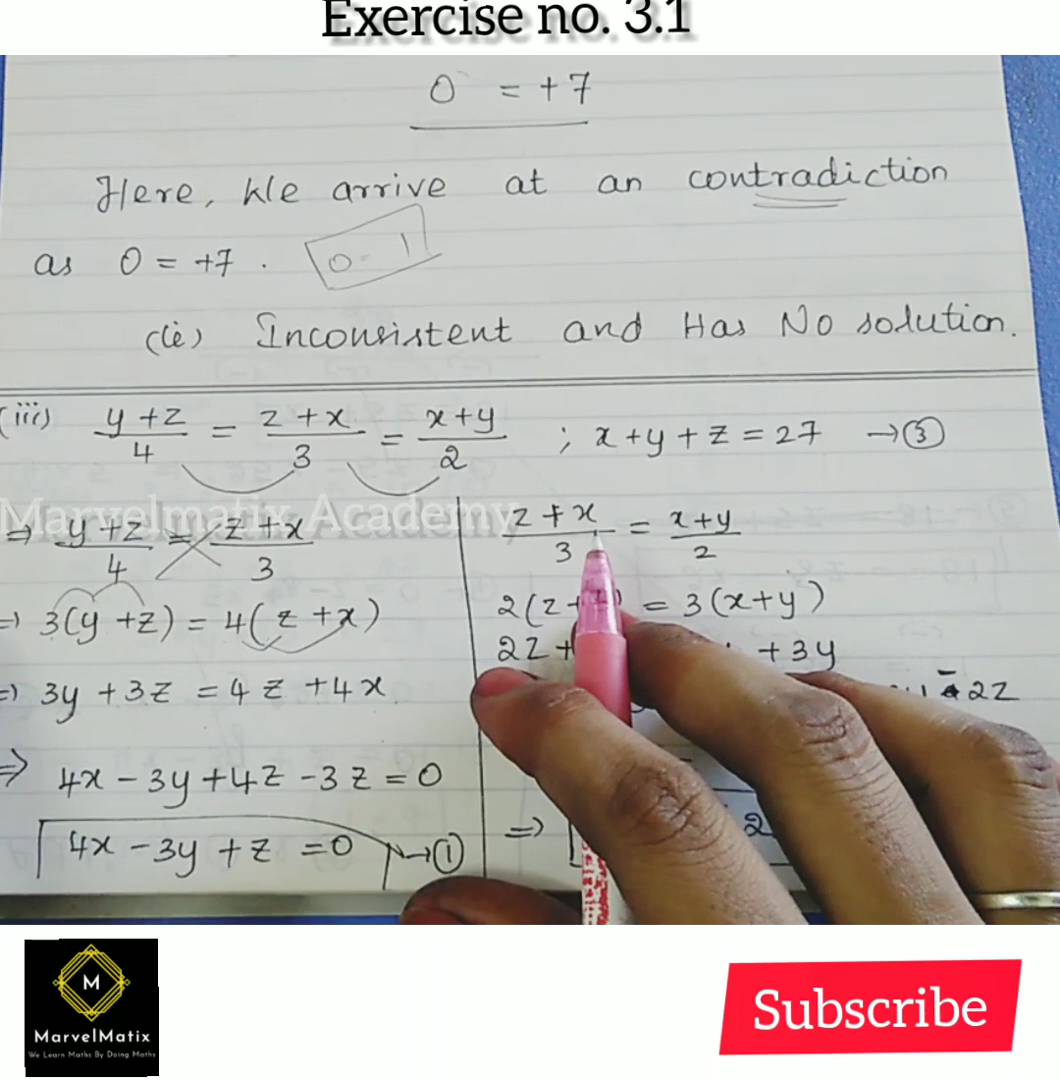 Exercise no. 3.1
0 = +7
Here, We arrive at an contradiction
as 0 = +7 .
0 = 1
(ie) Inconsistent and Has No solution.
(iii) y+z/4 = z+x/3 = x+y/2 ; x+y+z = 27 →③
Marvelmatix Academy
⇒ y+z/4 = z+x/3
⇒ 3(y+z) = 4(z+x)
⇒ 3y+3z = 4z+4x
⇒ 4x-3y+4z-3z = 0
4x-3y+z = 0 →①
z+x/3 = x+y/2
2(z+ = 3(x+y)
2z+ +3y
-2z
⇒ 2
M
MarvelMatix
We Learn Maths By Doing Maths
Subscribe